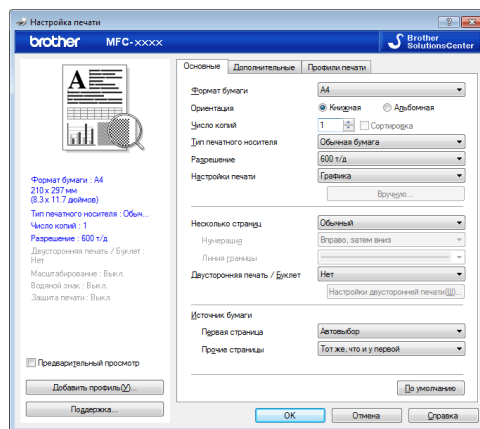 Настройка печати
brother MFC-xxxx
Brother SolutionsCenter
Основные Дополнительные Профили печати
A
Формат бумаги : A4
210 x 297 мм
(8.3 x 11.7 дюймов)
Тип печатного носителя : Обыч...
Число копий : 1
Разрешение : 600 т/д
Двусторонняя печать / Буклет :
Нет
Масштабирование : Выкл.
Водяной знак : Выкл.
Защита печати : Выкл.
Предварительный просмотр
Добавить профиль(V)...
Поддержка...
Формат бумаги A4
Ориентация Книжная Альбомная
Число копий 1 Сортировка
Тип печатного носителя Обычная бумага
Разрешение 600 т/д
Настройки печати Графика
Вручную...
Несколько страниц Обычный
Нумерация Вправо, затем вниз
Линия границы
Двусторонняя печать / Буклет Нет
Настройки двусторонней печати(Ш)...
Источник бумаги
Первая страница Автовыбор
Прочие страницы Тот же, что и у первой
По умолчанию
OK Отмена Справка